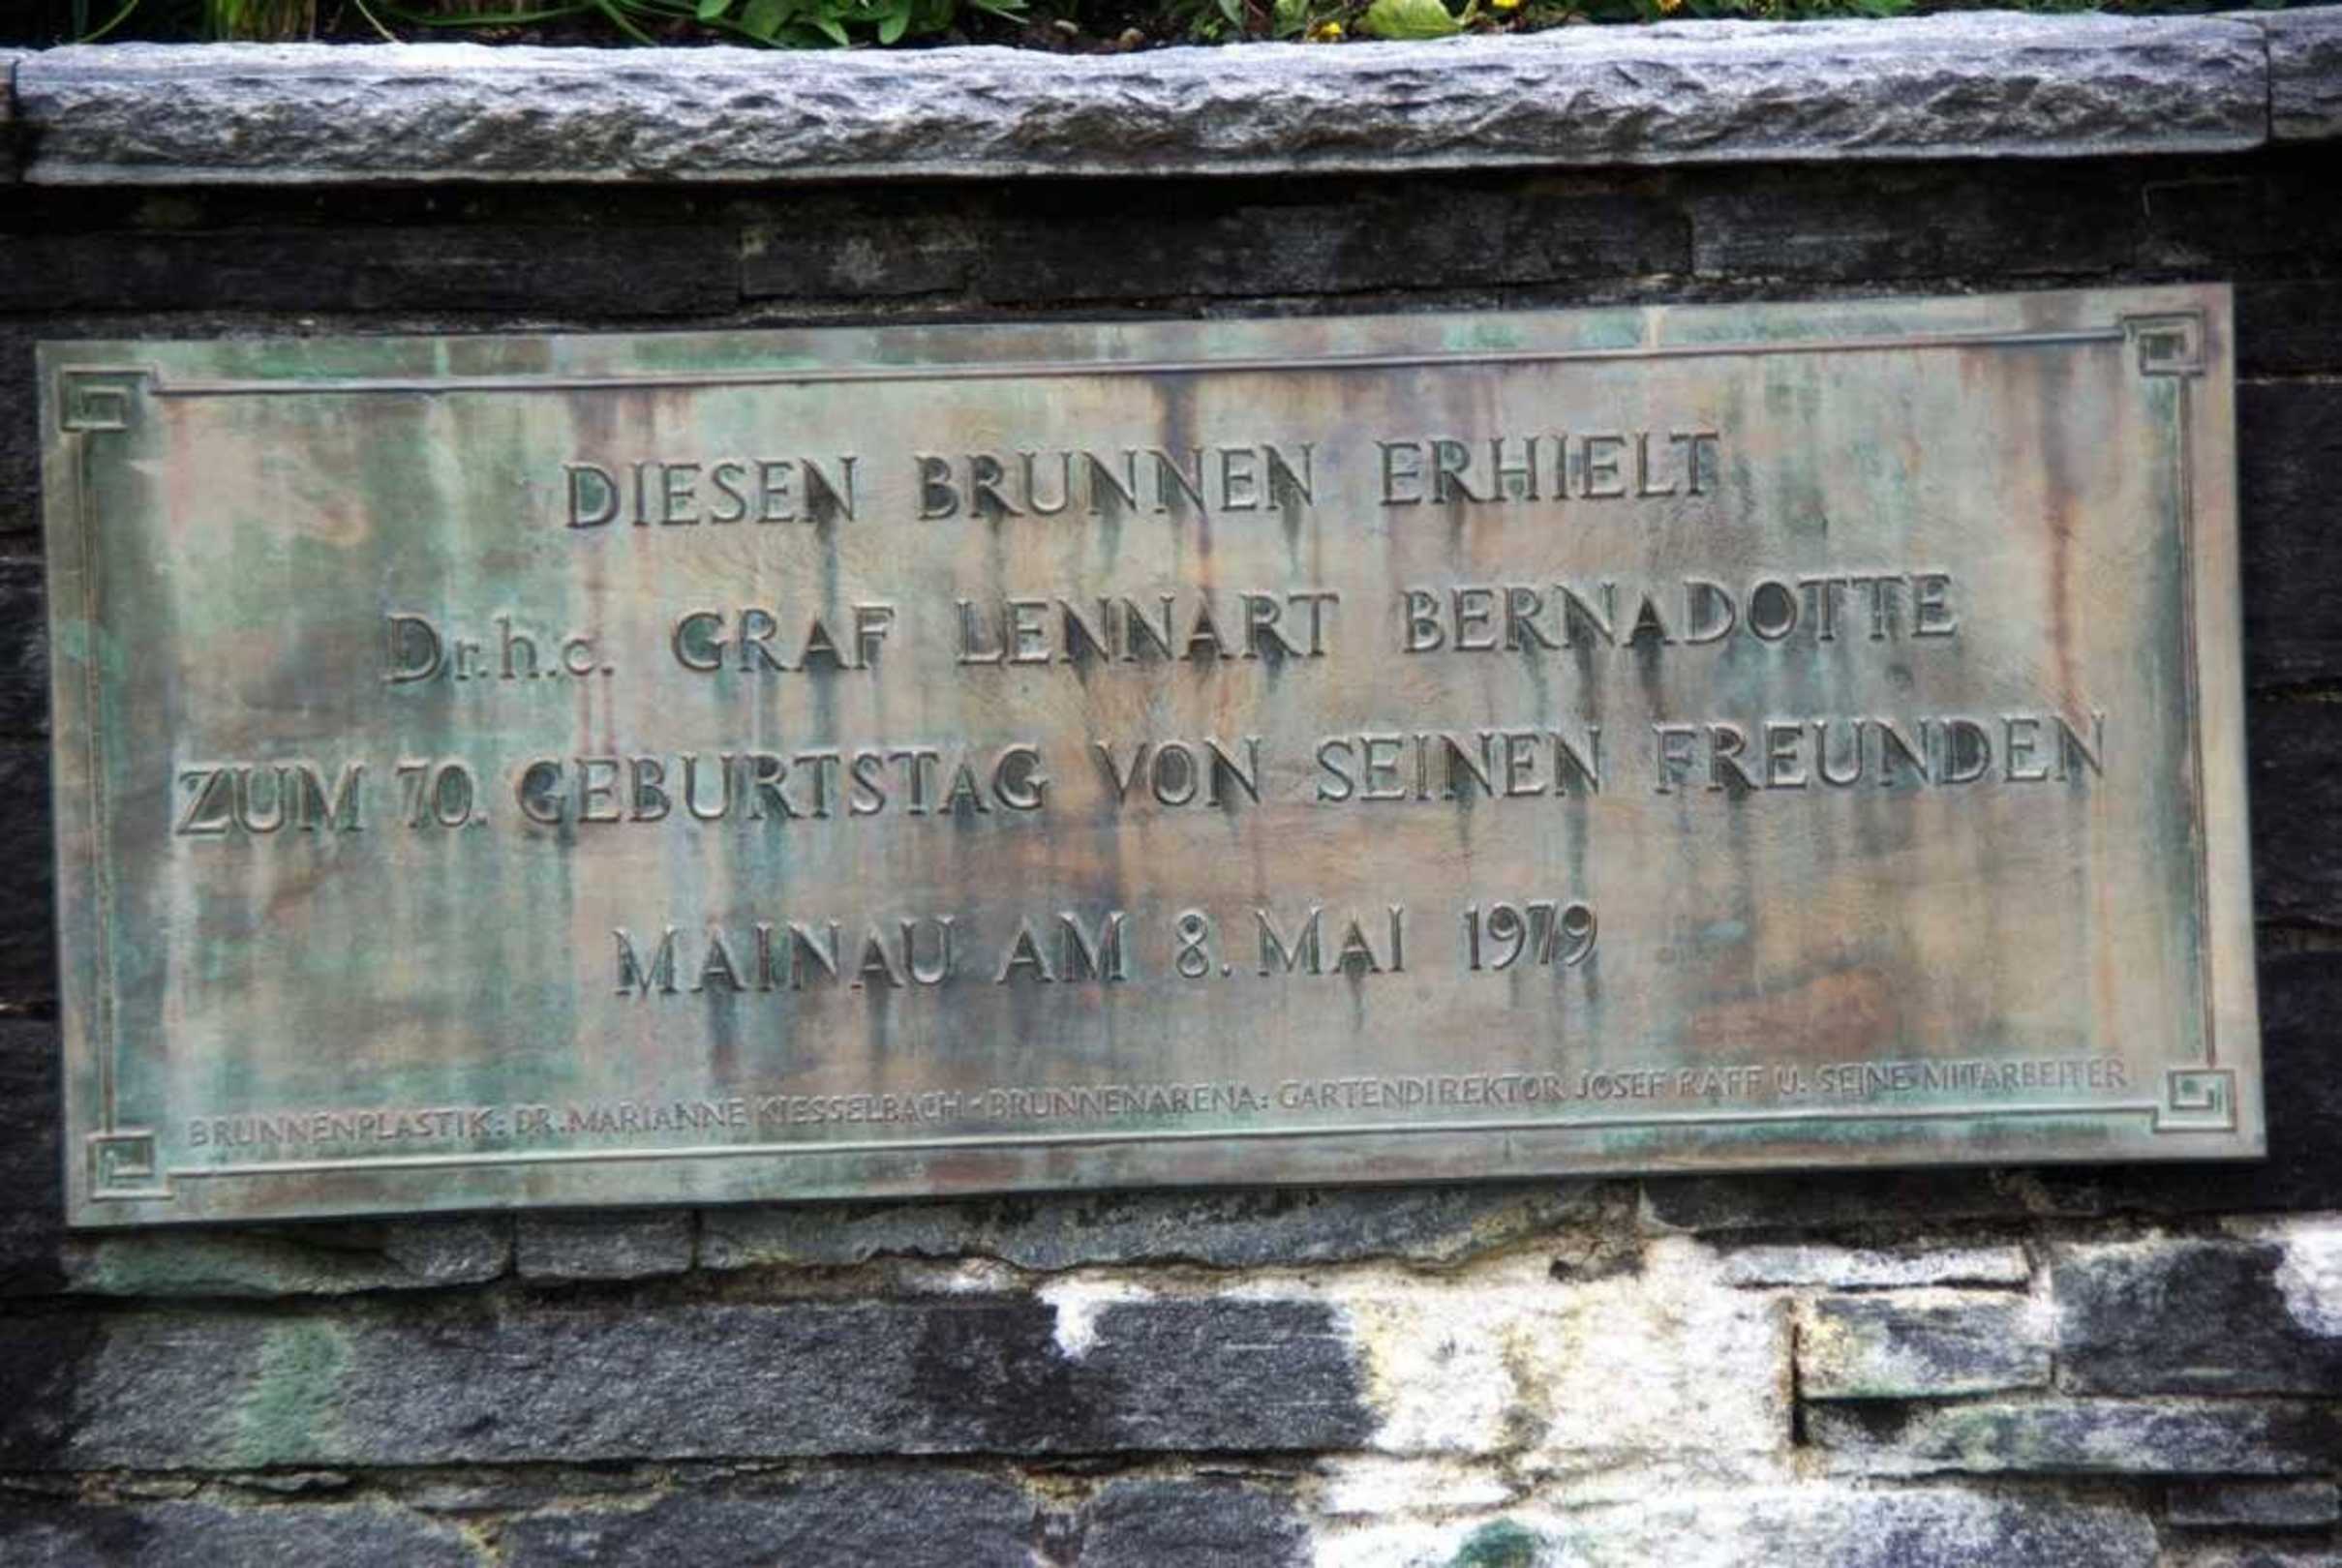 DIESEN BRUNNEN ERHIELT
Dr.h.c. GRAF LENNART BERNADOTTE
ZUM 70. GEBURTSTAG VON SEINEN FREUNDEN
MAINAU AM 8. MAI 1979
BRUNNENPLASTIK: DR. MARIANNE KIESSELBACH · BRUNNENARENA: GARTENDIREKTOR JOSEF RAFF U. SEINE MITARBEITER